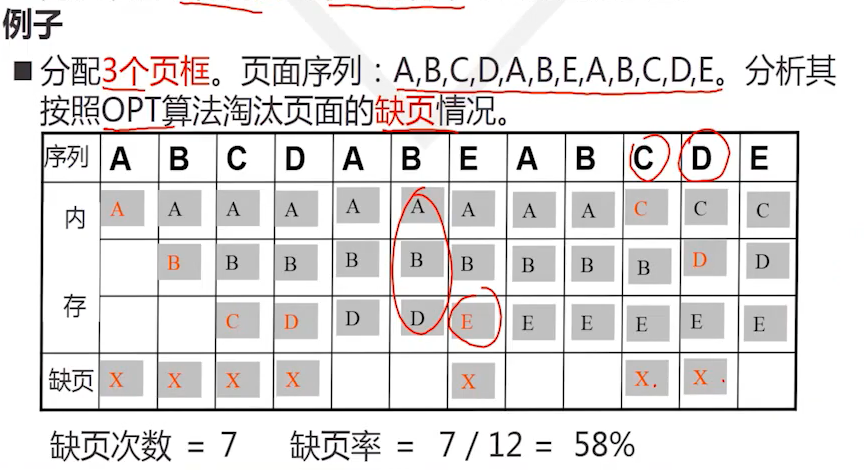 例子
■ 分配3个页框。页面序列：A,B,C,D,A,B,E,A,B,C,D,E。分析其
按照OPT算法淘汰页面的缺页情况。
序列 A B C D A B E A B C D E
内 A A A A A A A A A C C C
B B B B B B B B B D D
存 C D D D E E E E E E
缺页 X X X X X X X
缺页次数 = 7 缺页率 = 7 / 12 = 58%